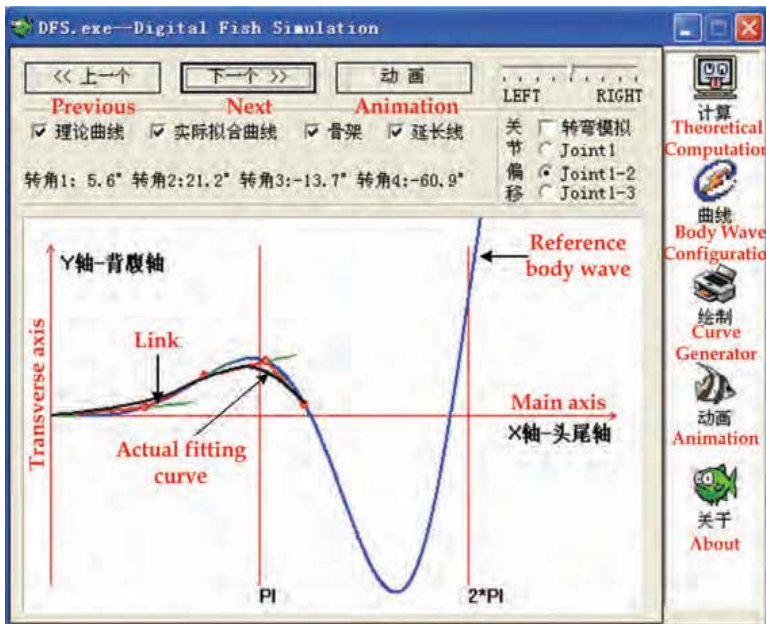 DFS.exe--Digital Fish Simulation
<< 上一个
下一个 >>
动 画
Previous
Next
Animation
LEFT
RIGHT
理论曲线
实际拟合曲线
骨架
延长线
转角1: 5.6° 转角2:21.2° 转角3:-13.7° 转角4:-60.9°
关节偏移
转弯模拟
Joint1
Joint1-2
Joint1-3
计算
Theoretical
Computation
曲线
Body Wave
Configuratio
绘制
Curve
Generator
动画
Animation
关于
About
Y轴-背腹轴
Transverse axis
Link
Actual fitting
curve
Reference
body wave
Main axis
X轴-头尾轴
PI
2*PI